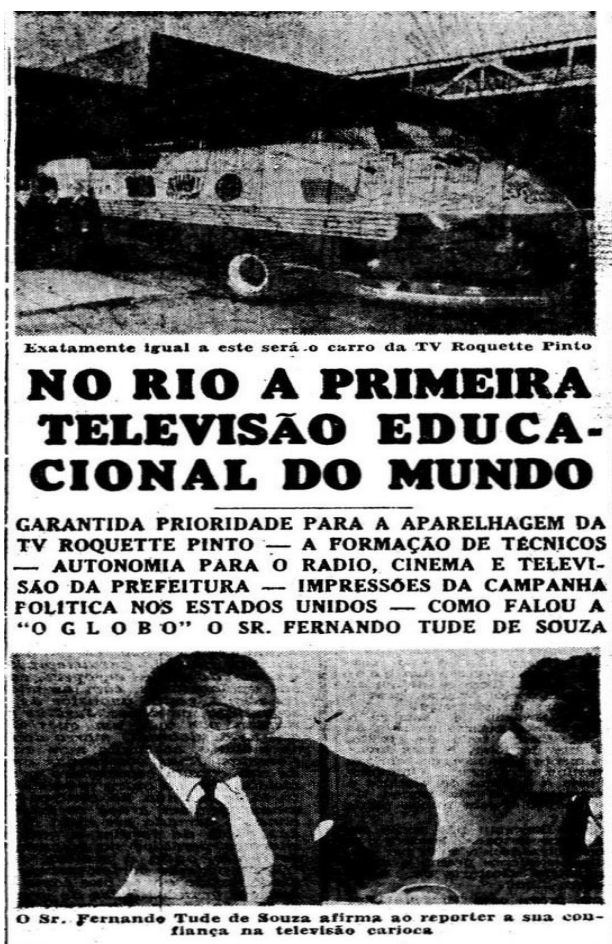 Exatamente igual a este será o carro da TV Roquette Pinto
NO RIO A PRIMEIRA
TELEVISÃO EDUCA-
CIONAL DO MUNDO
GARANTIDA PRIORIDADE PARA A APARELHAGEM DA
TV ROQUETTE PINTO — A FORMAÇÃO DE TÉCNICOS
— AUTONOMIA PARA O RADIO, CINEMA E TELEVI-
SÃO DA PREFEITURA — IMPRESSÕES DA CAMPANHA
POLÍTICA NOS ESTADOS UNIDOS — COMO FALOU A
"O GLOBO" O SR. FERNANDO TUDE DE SOUZA
O Sr. Fernando Tude de Souza afirma ao reporter a sua con-
fiança na televisão carioca